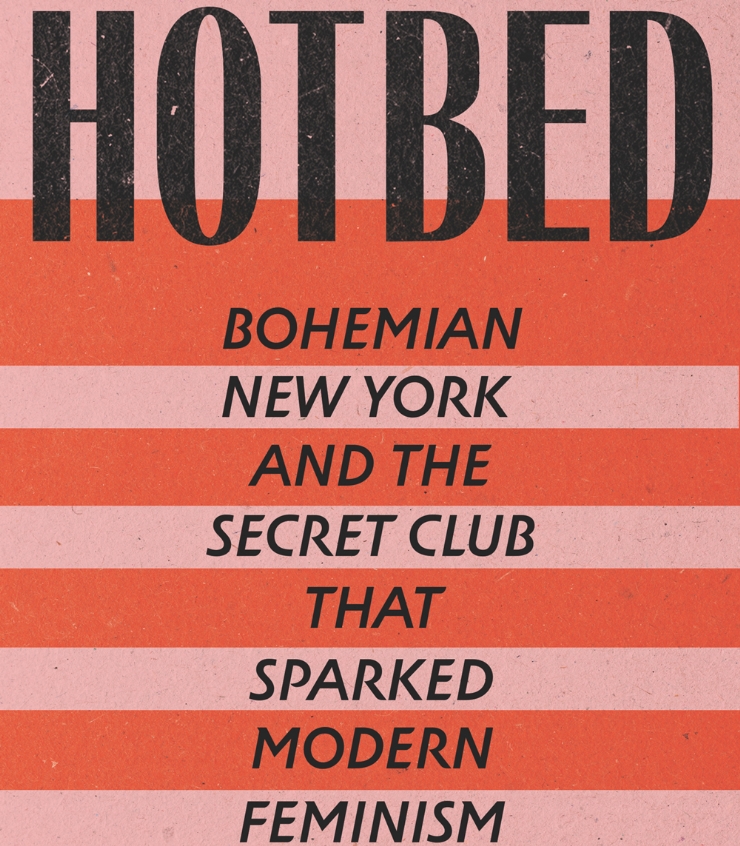 HOTBED
BOHEMIAN
NEW YORK
AND THE
SECRET CLUB
THAT
SPARKED
MODERN
FEMINISM